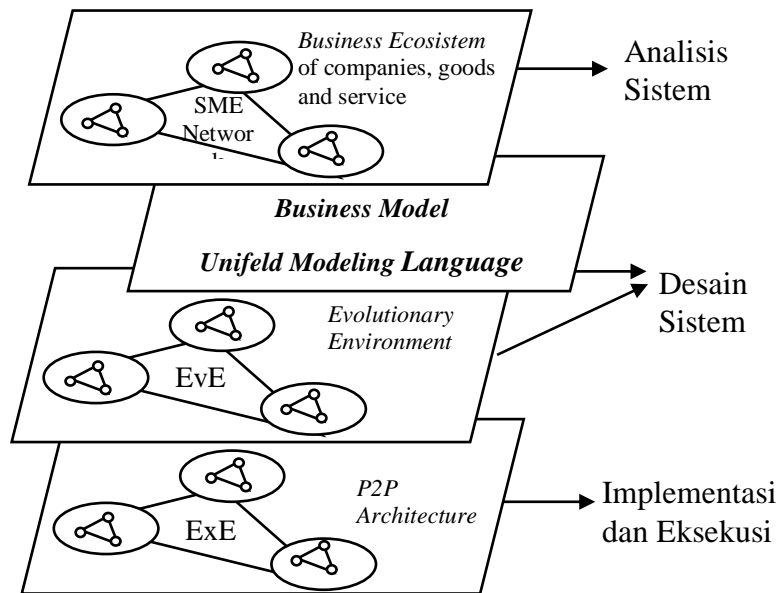 Business Ecosistem
of companies, goods
and service
SME
Networ
Analisis
Sistem
Business Model
Unifeld Modeling Language
Evolutionary
Environment
EvE
Desain
Sistem
P2P
Architecture
ExE
Implementasi
dan Eksekusi